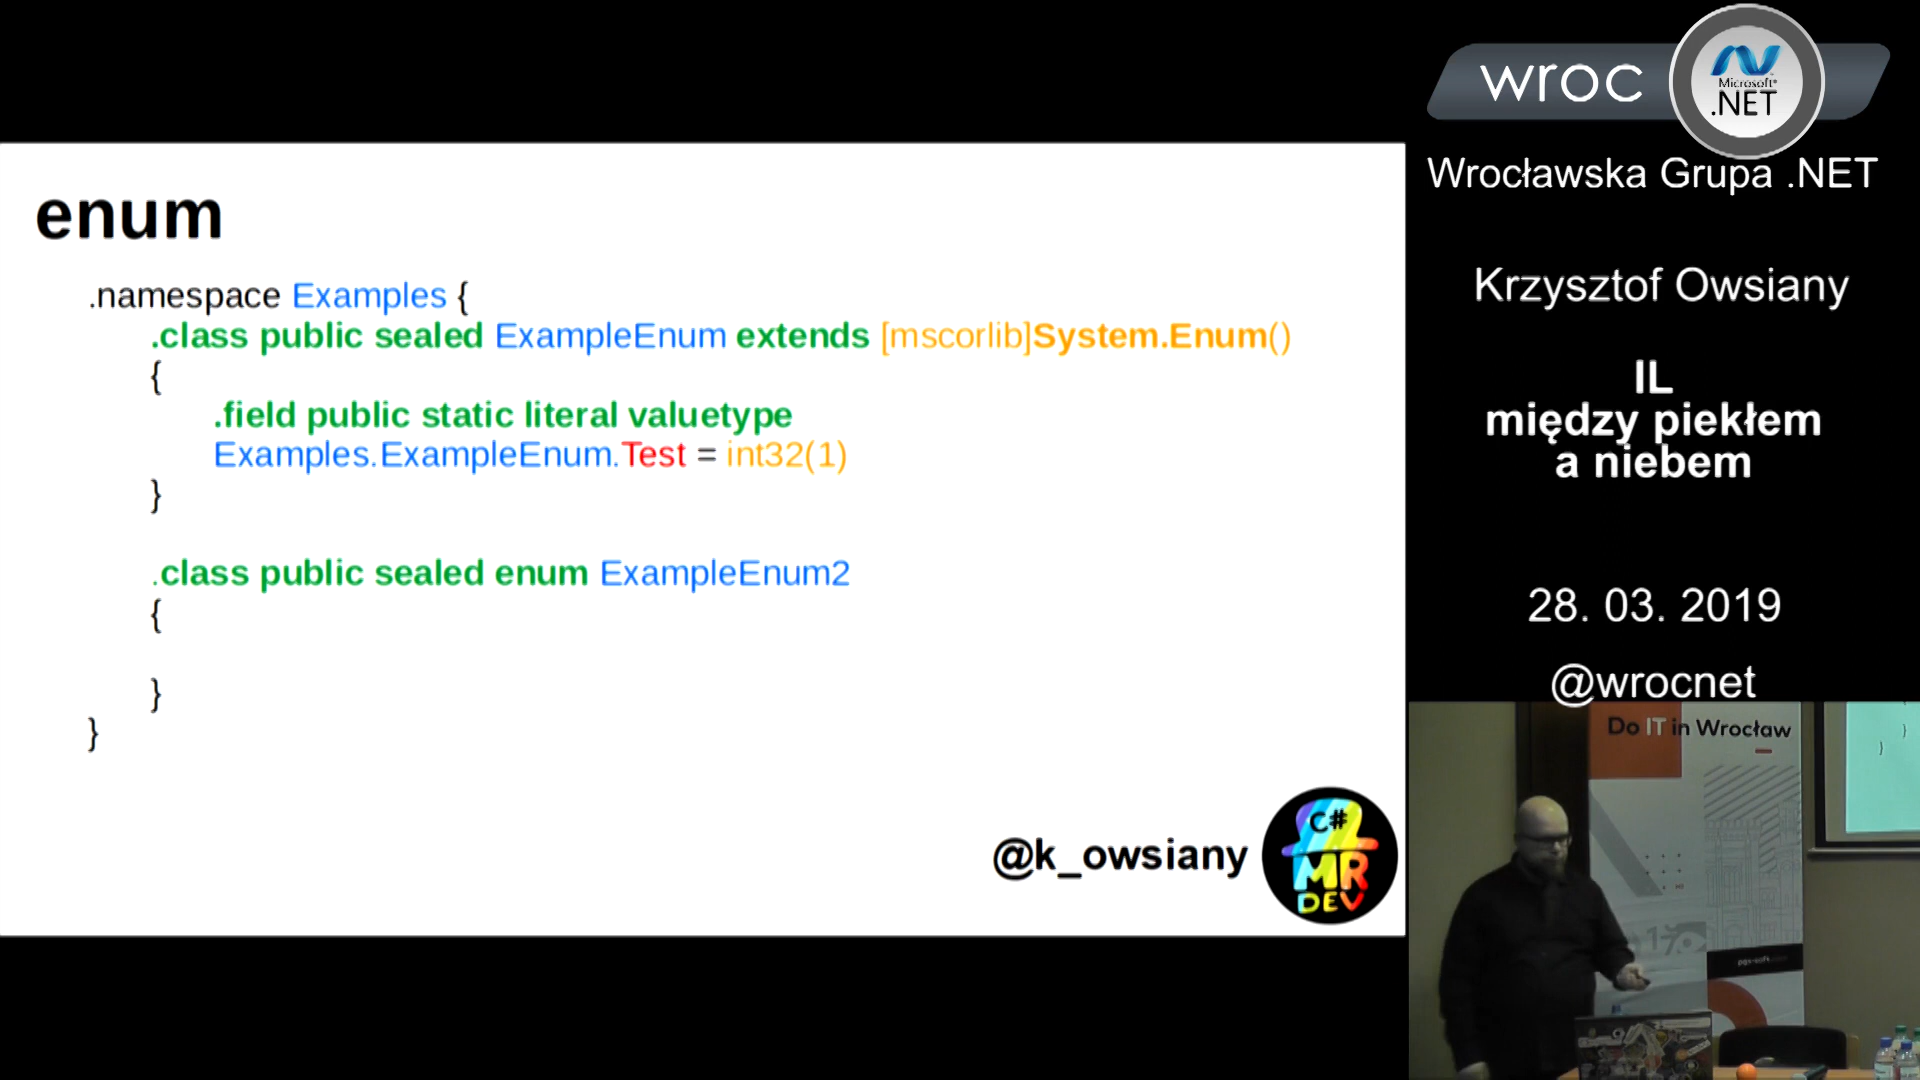 enum
.namespace Examples {
.class public sealed ExampleEnum extends [mscorlib]System.Enum()
{
.field public static literal valuetype
Examples.ExampleEnum.Test = int32(1)
}
.class public sealed enum ExampleEnum2
{
}
}
@k_owsiany
C#
MR
DEV
wroc
Microsoft®
.NET
Wrocławska Grupa .NET
Krzysztof Owsiany
IL
między piekłem
a niebem
28. 03. 2019
@wrocnet
Do IT in Wrocław
}
}